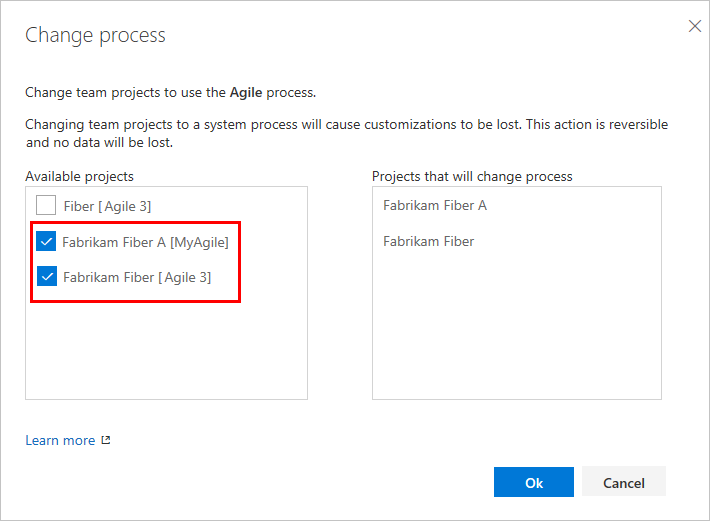 Change process
Change team projects to use the Agile process.
Changing team projects to a system process will cause customizations to be lost. This action is reversible
and no data will be lost.
Available projects
Fiber [Agile 3]
Fabrikam Fiber A [MyAgile]
Fabrikam Fiber [Agile 3]
Projects that will change process
Fabrikam Fiber A
Fabrikam Fiber
Learn more
Ok
Cancel